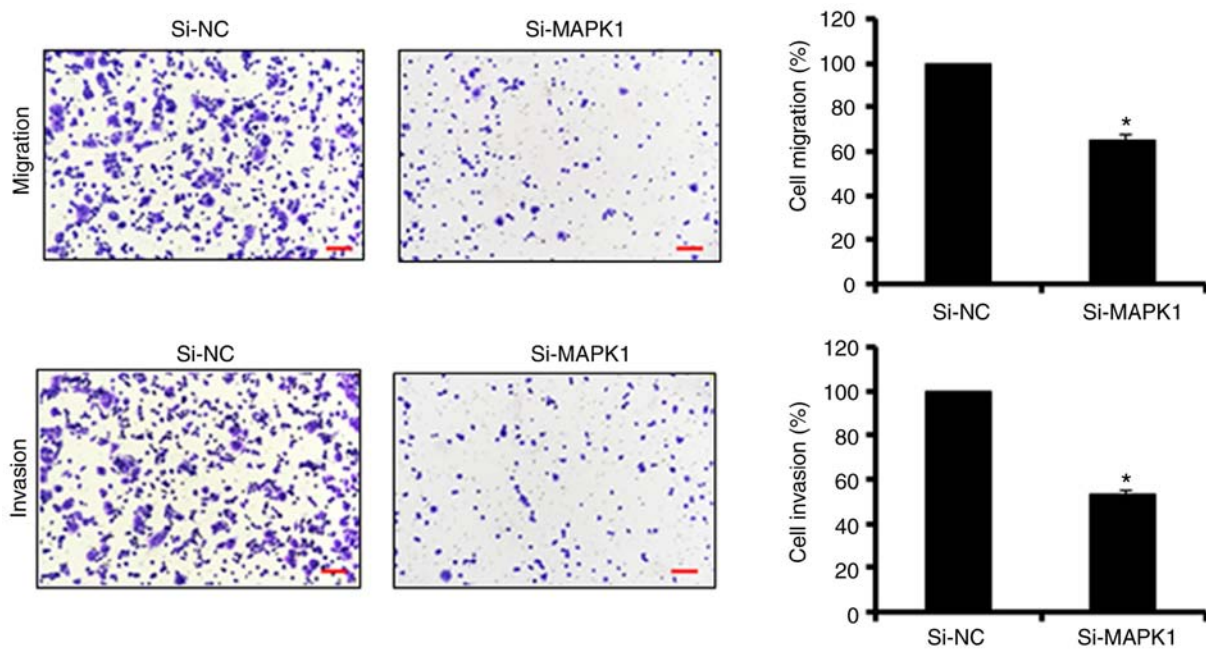 Si-NC
Si-MAPK1
Migration
Cell migration (%)
120
100
80
60
40
20
0
*
Si-NC
Si-MAPK1
Si-NC
Si-MAPK1
Invasion
Cell invasion (%)
120
100
80
60
40
20
0
*
Si-NC
Si-MAPK1